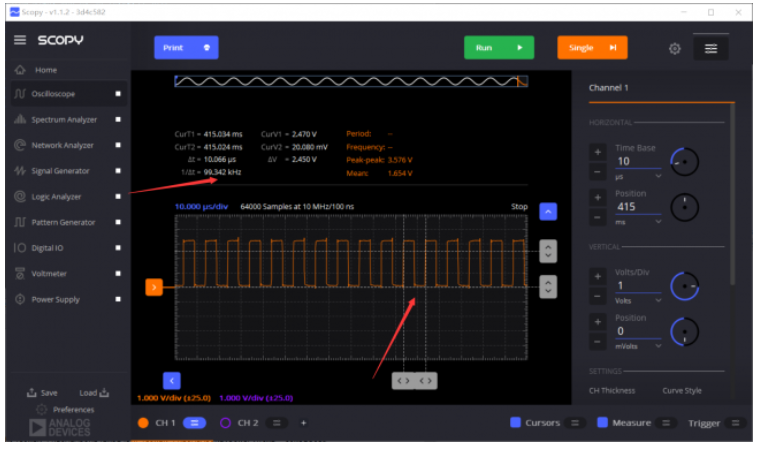 Scopy - v1.1.2 - 3d4c582
SCOPY
Print
Run
Single
Home
Oscilloscope
Spectrum Analyzer
Network Analyzer
Signal Generator
Logic Analyzer
Pattern Generator
Digital IO
Voltmeter
Power Supply
Save Load
Preferences
ANALOG
DEVICES
CurT1 = 415.034 ms CurV1 = 2.470 V Period: --
CurT2 = 415.024 ms CurV2 = 20.080 mV Frequency: --
Δt = 10.066 µs ΔV = 2.450 V Peak-peak: 3.576 V
1/Δt = 99.342 kHz Mean: 1.654 V
10.000 µs/div 64000 Samples at 10 MHz/100 ns Stop
1.000 V/div (±25.0) 1.000 V/div (±25.0)
CH 1 CH 2 + Cursors Measure Trigger
Channel 1
HORIZONTAL
Time Base
10
µs
Position
415
ms
VERTICAL
Volts/Div
1
Volts
Position
0
mVolts
SETTINGS
CH Thickness Curve Style